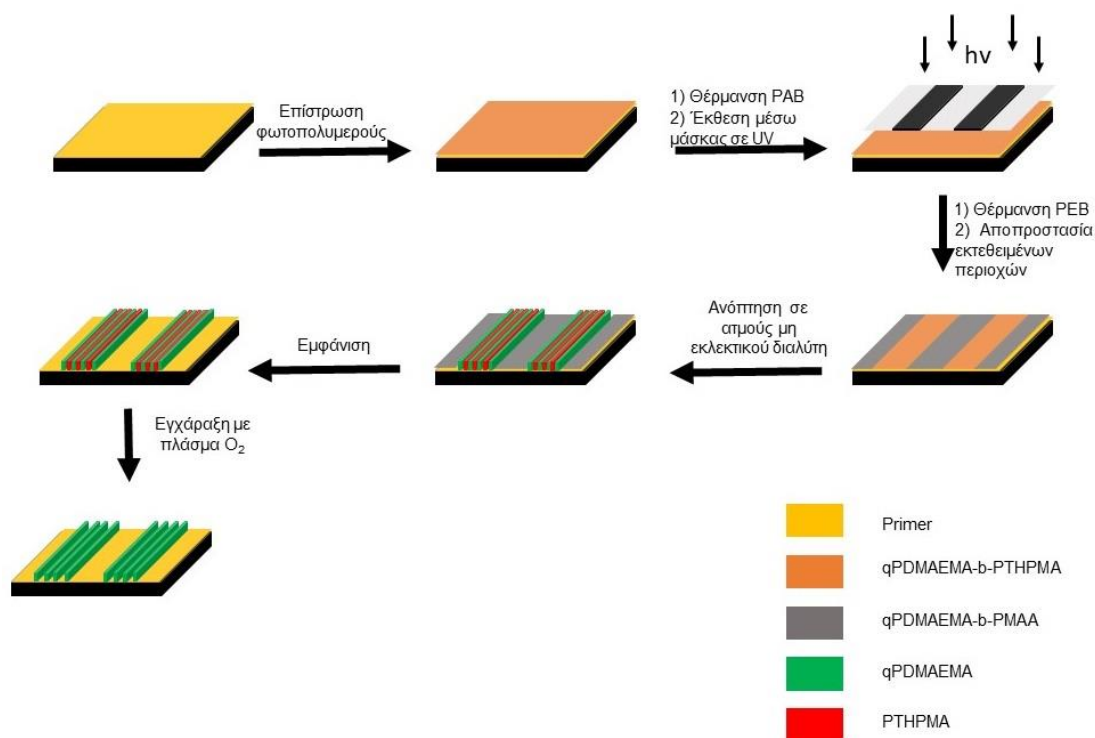 Επίστρωση
φωτοπολυμερούς
1) Θέρμανση PAB
2) Έκθεση μέσω
μάσκας σε UV
hν
1) Θέρμανση PEB
2) Αποπροστασία
εκτεθειμένων
περιοχών
Ανόπτηση σε
ατμούς μη
εκλεκτικού διαλύτη
Εμφάνιση
Εγχάραξη με
πλάσμα O₂
Primer
qPDMAEMA-b-PTHPMA
qPDMAEMA-b-PMAA
qPDMAEMA
PTHPMA